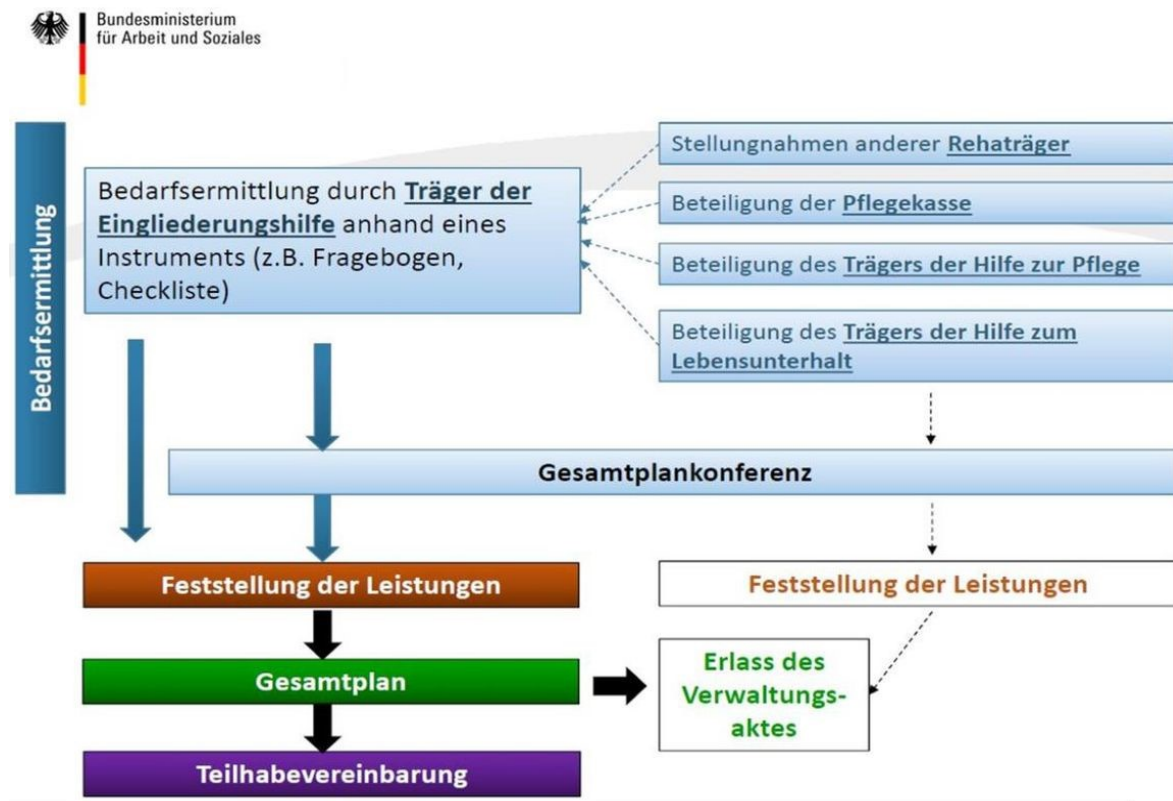 Bundesministerium
für Arbeit und Soziales
Bedarfsermittlung
Bedarfsermittlung durch Träger der
Eingliederungshilfe anhand eines
Instruments (z.B. Fragebogen,
Checkliste)
Stellungnahmen anderer Rehaträger
Beteiligung der Pflegekasse
Beteiligung des Trägers der Hilfe zur Pflege
Beteiligung des Trägers der Hilfe zum
Lebensunterhalt
Gesamtplankonferenz
Feststellung der Leistungen
Feststellung der Leistungen
Gesamtplan
Erlass des
Verwaltungs-
aktes
Teilhabevereinbarung